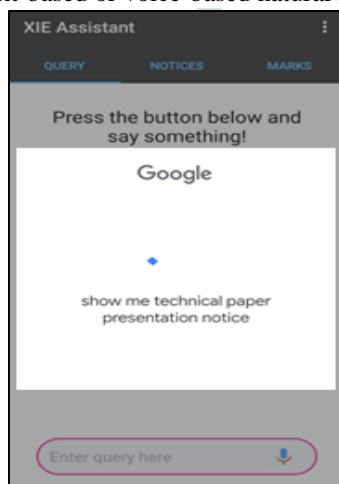 XIE Assistant
QUERY NOTICES MARKS
Press the button below and
say something!
Google
show me technical paper
presentation notice
Enter query here